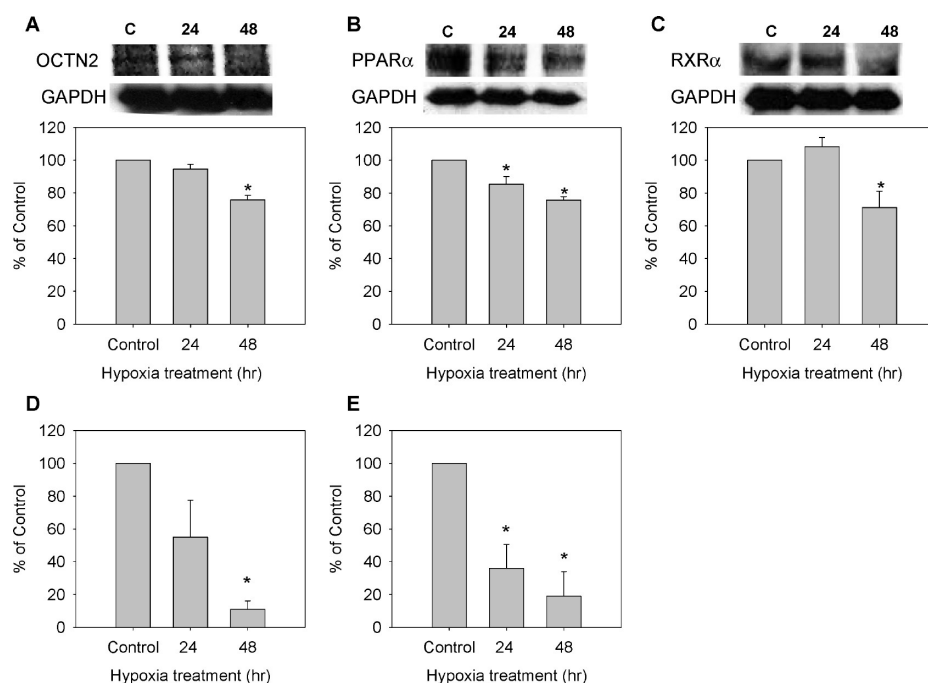 A
C 24 48
OCTN2
GAPDH
120
100
80
60
40
20
0
% of Control
*
Control 24 48
Hypoxia treatment (hr)
B
C 24 48
PPARα
GAPDH
120
100
80
60
40
20
0
% of Control
*
*
Control 24 48
Hypoxia treatment (hr)
C
C 24 48
RXRα
GAPDH
120
100
80
60
40
20
0
% of Control
*
Control 24 48
Hypoxia treatment (hr)
D
120
100
80
60
40
20
0
% of Control
*
Control 24 48
Hypoxia treatment (hr)
E
120
100
80
60
40
20
0
% of Control
*
*
Control 24 48
Hypoxia treatment (hr)